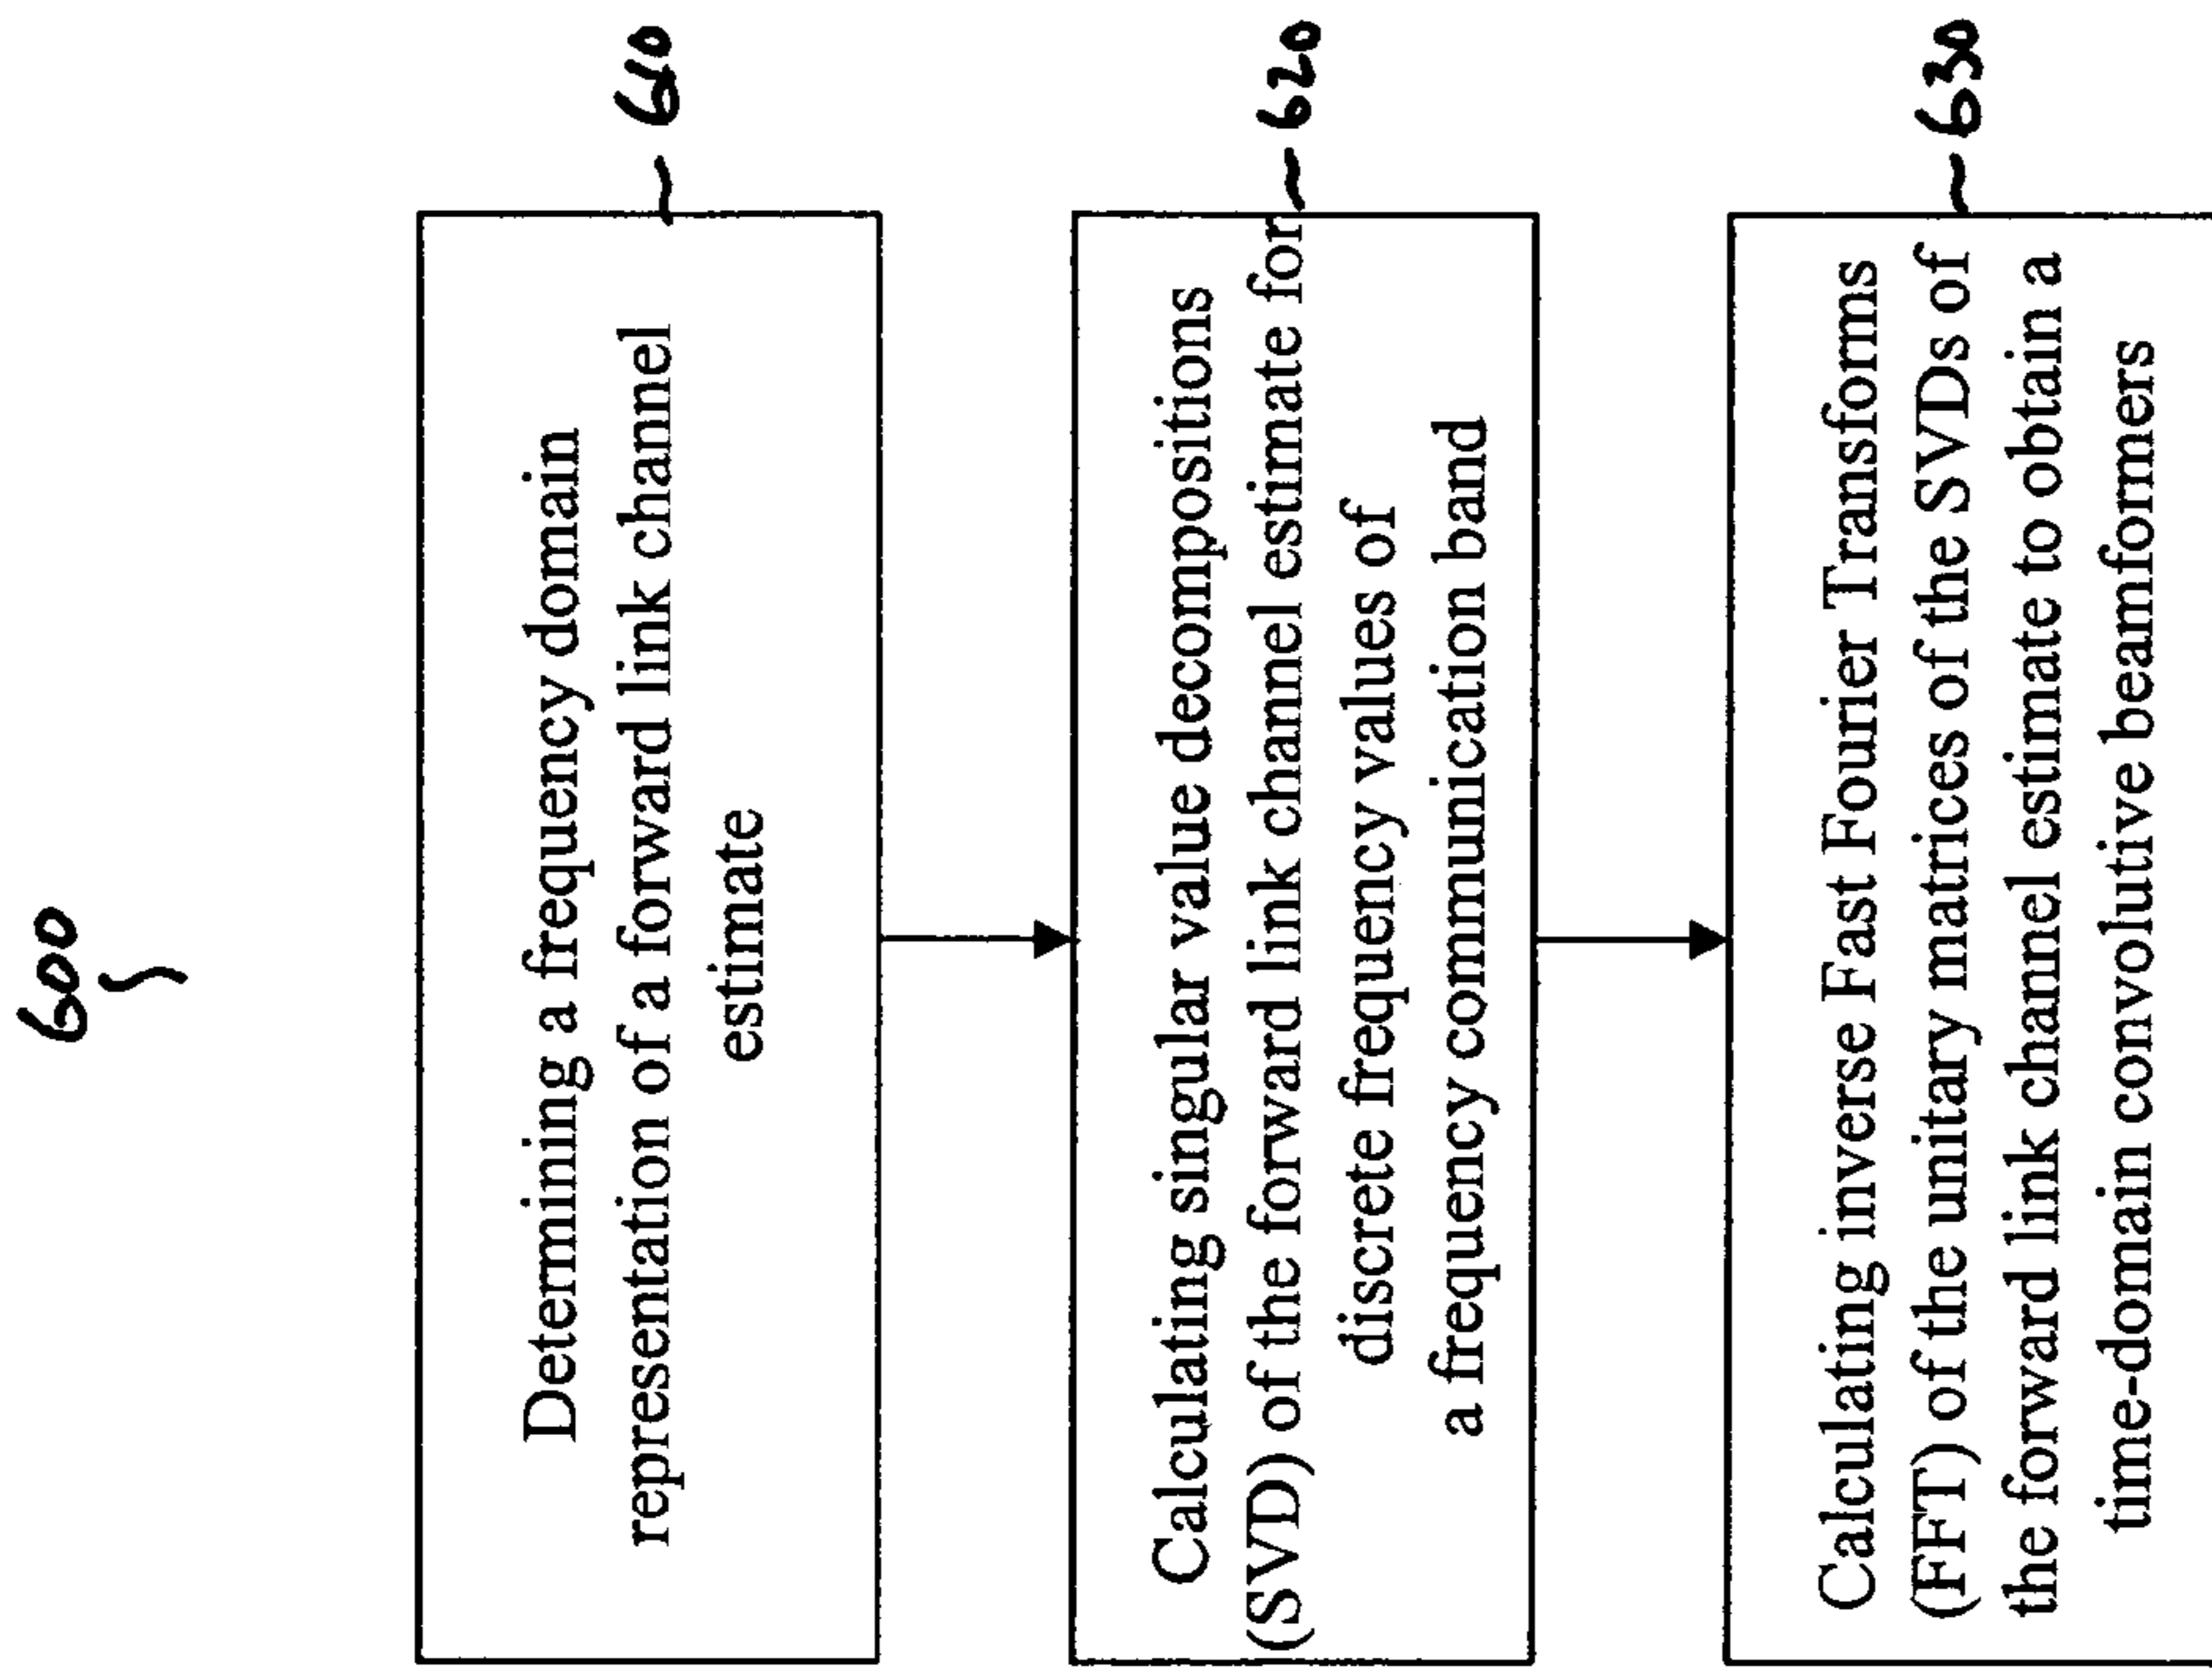 600
Determining a frequency domain
representation of a forward link channel
estimate
610
Calculating singular value decompositions
(SVD) of the forward link channel estimate for
discrete frequency values of
a frequency communication band
620
Calculating inverse Fast Fourier Transforms
(FFT) of the unitary matrices of the SVDs of
the forward link channel estimate to obtain a
time-domain convolutive beamformers
630